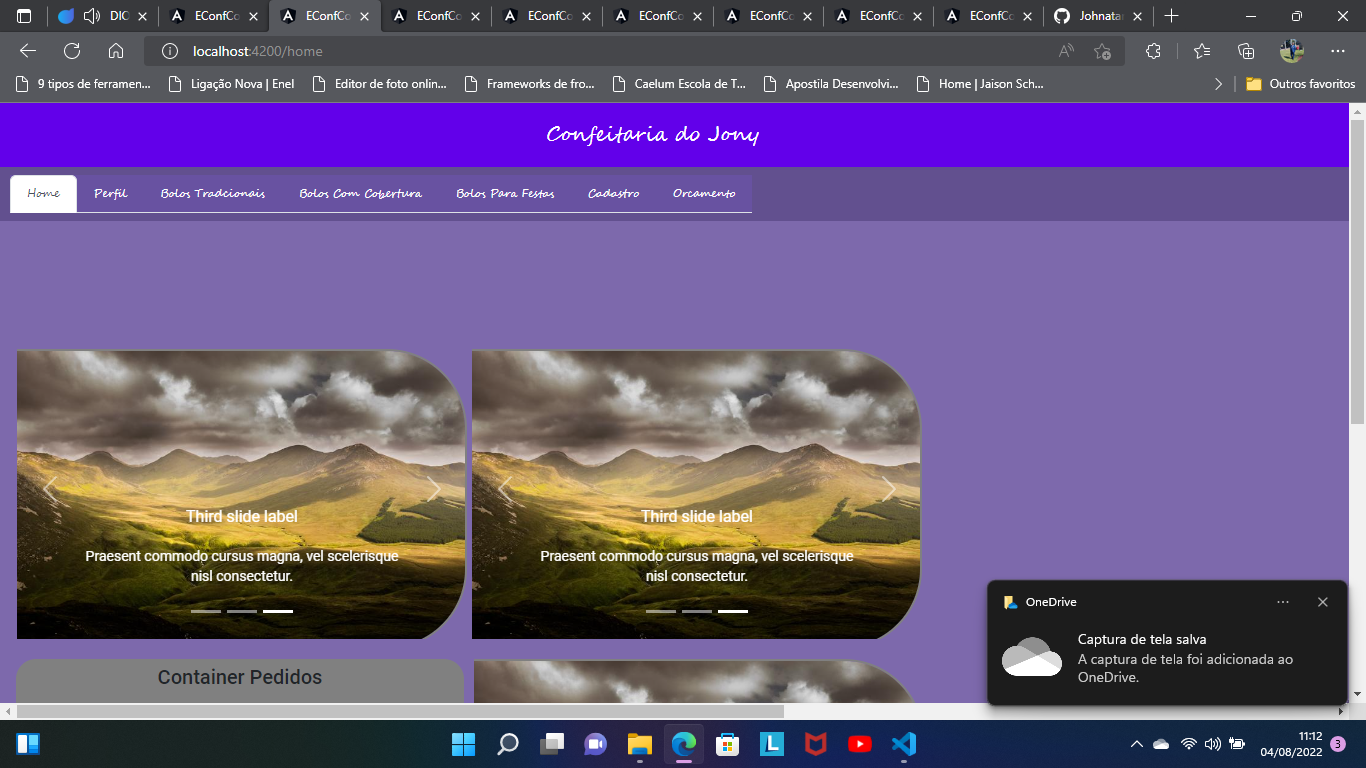 DIC
EConfCo
EConfCo
EConfCo
EConfCo
EConfCo
EConfCo
EConfCo
EConfCo
Johnatan
localhost:4200/home
9 tipos de ferramen...
Ligação Nova | Enel
Editor de foto onlin...
Frameworks de fro...
Caelum Escola de T...
Apostila Desenvolvi...
Home | Jaison Sch...
Outros favoritos
Confeitaria do Jony
Home
Perfil
Bolos Tradcionais
Bolos Com Cobertura
Bolos Para Festas
Cadastro
Orcamento
Third slide label
Praesent commodo cursus magna, vel scelerisque
nisl consectetur.
Third slide label
Praesent commodo cursus magna, vel scelerisque
nisl consectetur.
Container Pedidos
OneDrive
Captura de tela salva
A captura de tela foi adicionada ao
OneDrive.
11:12
04/08/2022
3